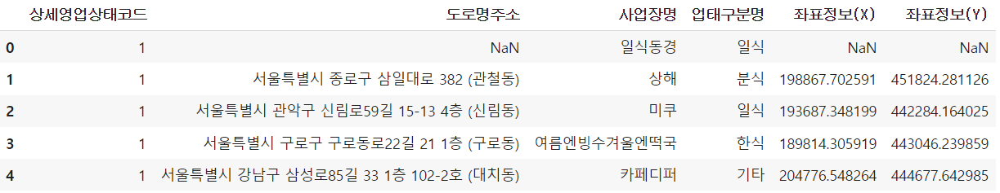 상세영업상태코드 도로명주소 사업장명 업태구분명 좌표정보(X) 좌표정보(Y)
0 1 NaN 일식동경 일식 NaN NaN
1 1 서울특별시 종로구 삼일대로 382 (관철동) 상해 분식 198867.702591 451824.281126
2 1 서울특별시 관악구 신림로59길 15-13 4층 (신림동) 미쿠 일식 193687.348199 442284.164025
3 1 서울특별시 구로구 구로동로22길 21 1층 (구로동) 여름엔빙수겨울엔떡국 한식 189814.305919 443046.239859
4 1 서울특별시 강남구 삼성로85길 33 1층 102-2호 (대치동) 카페디퍼 기타 204776.548264 444677.642985